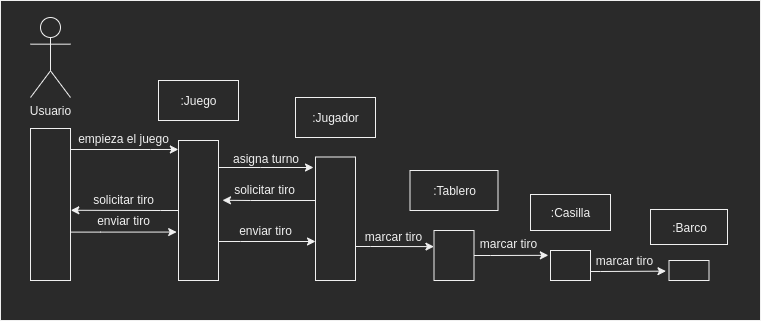 Usuario
:Juego
:Jugador
empieza el juego
asigna turno
solicitar tiro
:Tablero
solicitar tiro
:Casilla
enviar tiro
:Barco
enviar tiro
marcar tiro
marcar tiro
marcar tiro